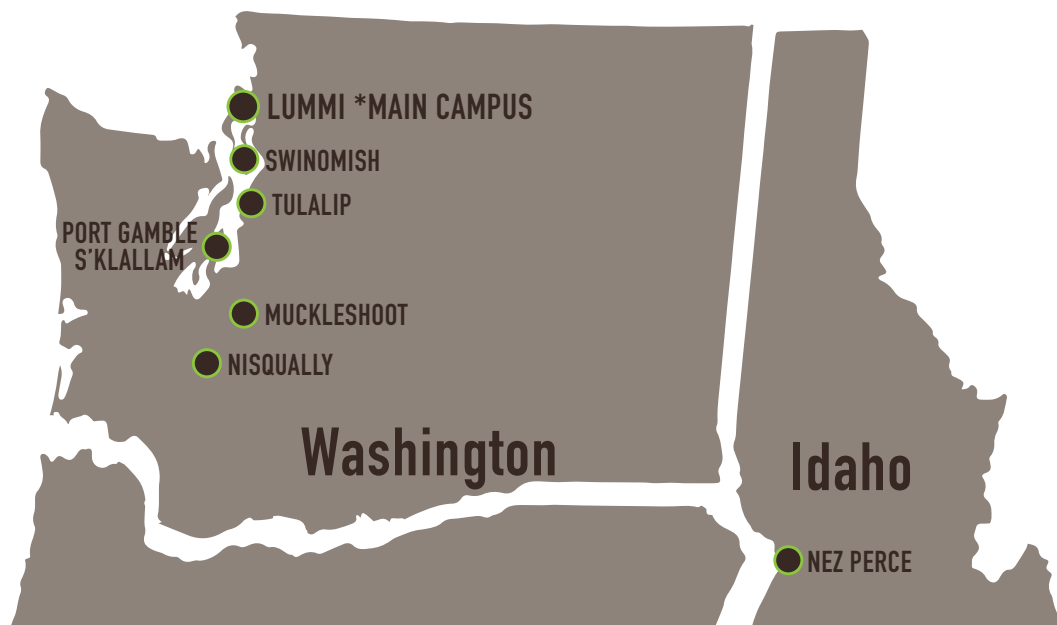 LUMMI *MAIN CAMPUS
SWINOMISH
TULALIP
PORT GAMBLE
S'KLALLAM
MUCKLESHOOT
NISQUALLY
Washington
Idaho
NEZ PERCE